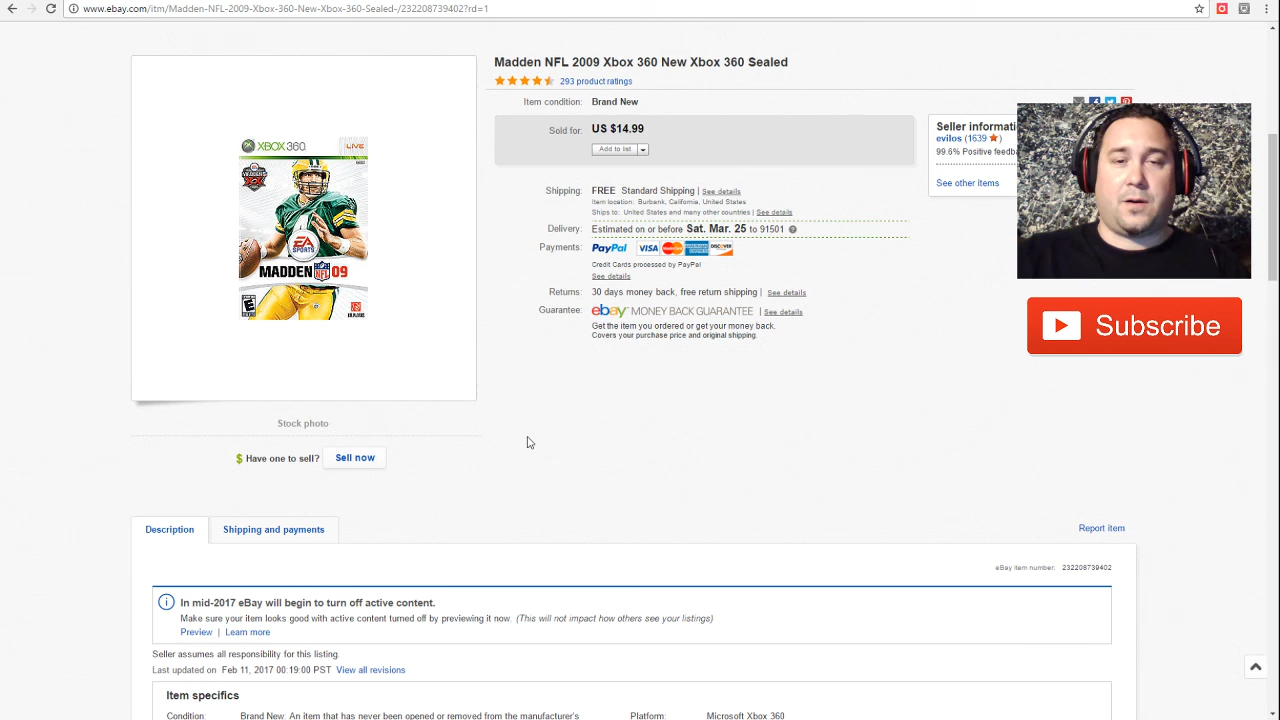 www.ebay.com/itm/Madden-NFL-2009-Xbox-360-New-Xbox-360-Sealed-/232208739402?rd=1
Madden NFL 2009 Xbox 360 New Xbox 360 Sealed
293 product ratings
Item condition: Brand New
Sold for: US $14.99
Add to list
Seller informati
evilos (1639 )
99.6% Positive feedb
See other items
Shipping: FREE Standard Shipping | See details
Item location: Burbank, California, United States
Ships to: United States and many other countries | See details
Delivery: Estimated on or before Sat. Mar. 25 to 91501
Payments: PayPal VISA MasterCard DISCOVER
Credit Cards processed by PayPal
See details
Returns: 30 days money back, free return shipping | See details
Guarantee: ebay MONEY BACK GUARANTEE | See details
Get the item you ordered or get your money back.
Covers your purchase price and original shipping.
XBOX 360 LIVE
EA SPORTS
MADDEN NFL 09
E
Subscribe
Stock photo
$ Have one to sell? Sell now
Description Shipping and payments
Report item
eBay item number: 232208739402
In mid-2017 eBay will begin to turn off active content.
Make sure your item looks good with active content turned off by previewing it now. (This will not impact how others see your listings)
Preview | Learn more
Seller assumes all responsibility for this listing.
Last updated on Feb 11, 2017 00:19:00 PST View all revisions
Item specifics
Condition: Brand New: An item that has never been opened or removed from the manufacturer's
Platform: Microsoft Xbox 360